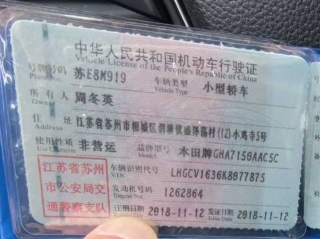 中华人民共和国机动车行驶证
Vehicle License of the People's Republic of China
号牌号码 苏E8M919 车辆类型 小型轿车
Vehicle Type
所有人 周冬英
住址 江苏省苏州市相城区
使用性质 非营运 品牌型号 本田牌GHA7150AAC5C
江苏省苏州 车辆识别代号 LHGCV1636K8077875
VIN
市公安局交 发动机号码 1262864
通警察支队 注册日期 2018-11-12 发证日期 2018-11-12